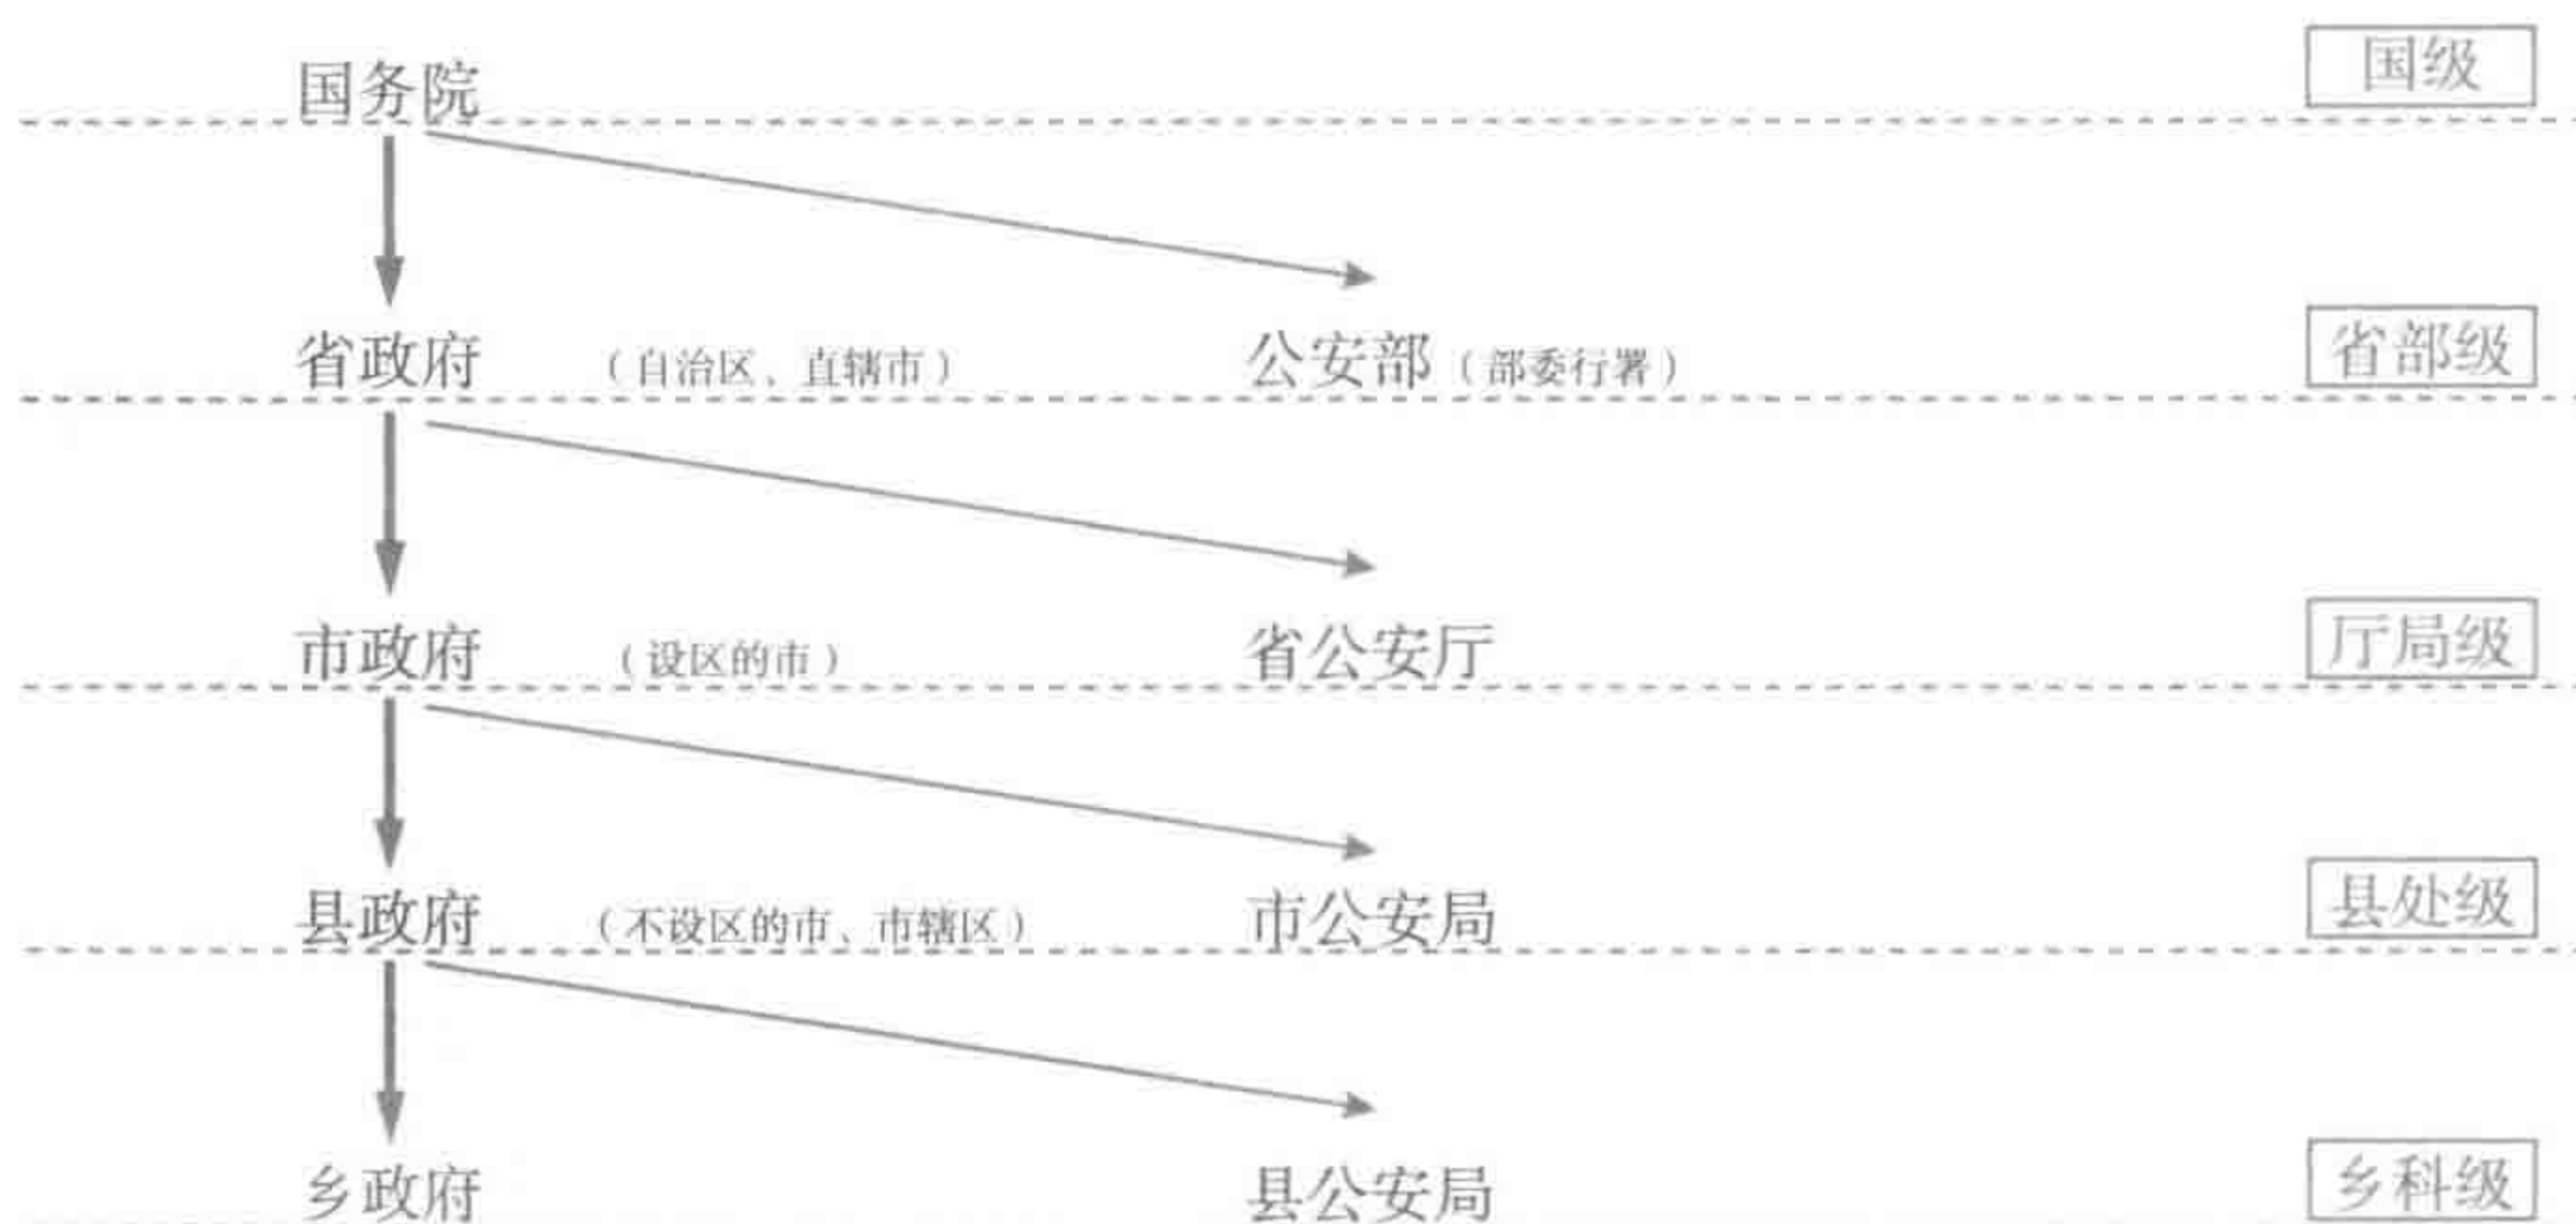 国务院 国级
省政府 （自治区、直辖市） 公安部（部委行署） 省部级
市政府 （设区的市） 省公安厅 厅局级
县政府 （不设区的市、市辖区） 市公安局 县处级
乡政府 县公安局 乡科级